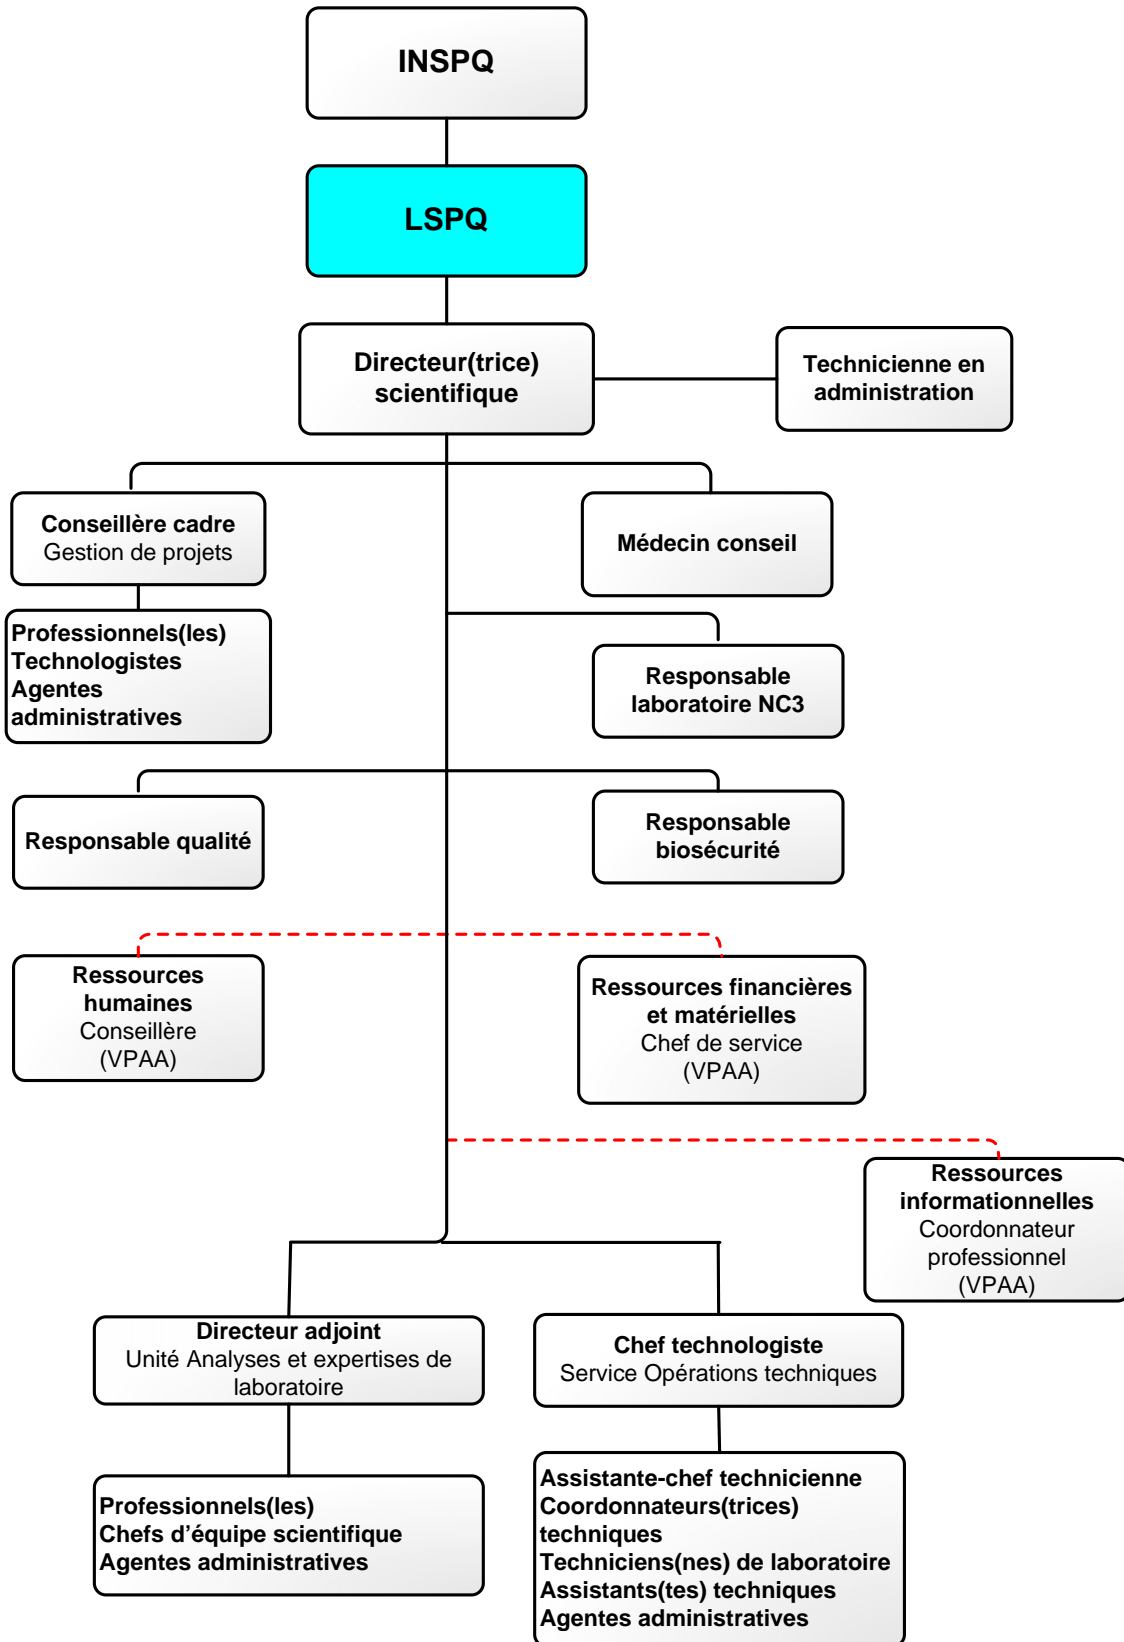 INSPQ
LSPQ
Directeur(trice)
scientifique
Technicienne en
administration
Conseillère cadre
Gestion de projets
Médecin conseil
Professionnels(les)
Technologistes
Agentes
administratives
Responsable
laboratoire NC3
Responsable qualité
Responsable
biosécurité
Ressources
humaines
Conseillère
(VPAA)
Ressources financières
et matérielles
Chef de service
(VPAA)
Ressources
informationnelles
Coordonnateur
professionnel
(VPAA)
Directeur adjoint
Unité Analyses et expertises de
laboratoire
Chef technologiste
Service Opérations techniques
Professionnels(les)
Chefs d’équipe scientifique
Agentes administratives
Assistante-chef technicienne
Coordonnateurs(trices)
techniques
Techniciens(nes) de laboratoire
Assistants(tes) techniques
Agentes administratives